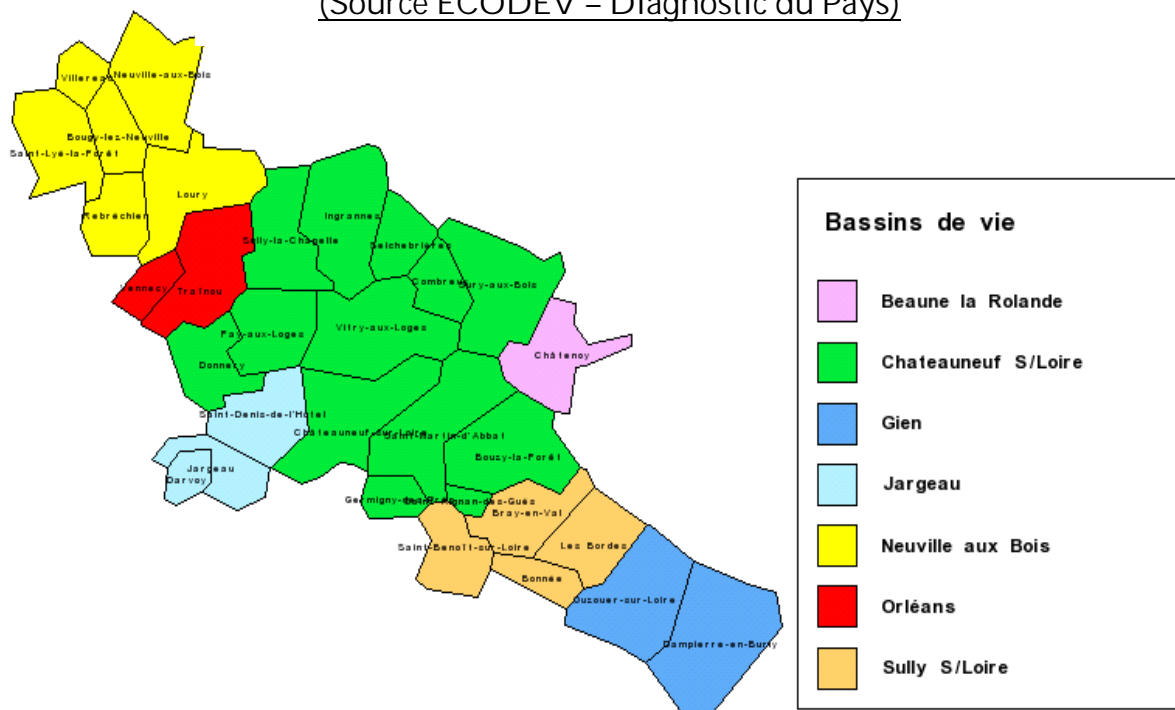 (Source ECODEV – Diagnostic du Pays)
Neuville-aux-Bois
Bougy-lez-Neuville
Saint-Lyé-la-Forêt
Loury
Rebréchien
Ingrannes
Sully-la-Chapelle
Seichebrières
Combreux
Sury-aux-Bois
Vennecy
Traînou
Fay-aux-Loges
Vitry-aux-Loges
Donnery
Châtenoy
Saint-Denis-de-l'Hôtel
Châteauneuf-sur-Loire
Saint-Martin-d'Abbat
Bouzy-la-Forêt
Jargeau
Darvoy
Bray-en-Val
Saint-Benoît-sur-Loire
Les Bordes
Bonnée
Ouzouer-sur-Loire
Dampierre-en-Burly
Bassins de vie
Beaune la Rolande
Chateauneuf S/Loire
Gien
Jargeau
Neuville aux Bois
Orléans
Sully S/Loire